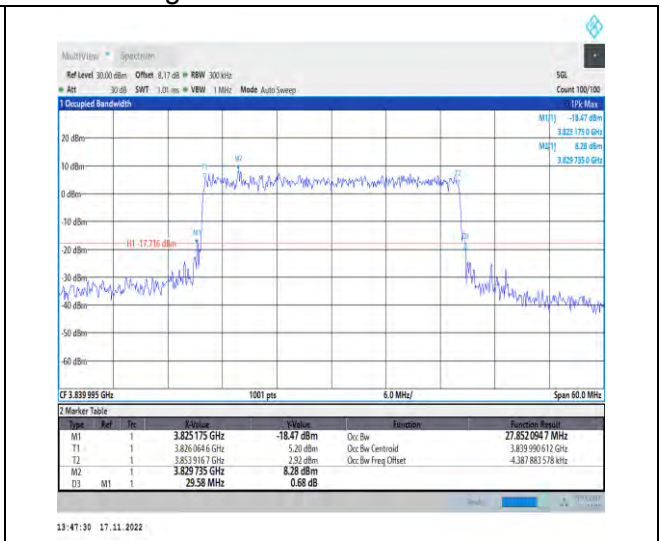 MultiView Spectrum
Ref Level 30.00 dBm Offset 8.17 dB RBW 300 kHz SGL
Att 30 dB SWT 1.01 ms VBW 1 MHz Mode Auto Sweep Count 100/100
1 Occupied Bandwidth 1Pk Max
M1[1] -18.47 dBm
3.825 175 0 GHz
M2[1] 8.28 dBm
3.829 735 0 GHz
20 dBm
M2
T1 T2
10 dBm
0 dBm
-10 dBm
M1 D3
H1 -17.716 dBm
-20 dBm
-30 dBm
-40 dBm
-50 dBm
-60 dBm
CF 3.839 995 GHz 1001 pts 6.0 MHz/ Span 60.0 MHz
2 Marker Table
Type Ref Trc X-Value Y-Value Function Function Result
M1 1 3.825 175 GHz -18.47 dBm Occ Bw 27.852 094 7 MHz
T1 1 3.826 064 6 GHz 5.20 dBm Occ Bw Centroid 3.839 990 612 GHz
T2 1 3.853 916 7 GHz 2.92 dBm Occ Bw Freq Offset -4.387 883 578 kHz
M2 1 3.829 735 GHz 8.28 dBm
D3 M1 1 29.58 MHz 0.68 dB
13:47:30 17.11.2022